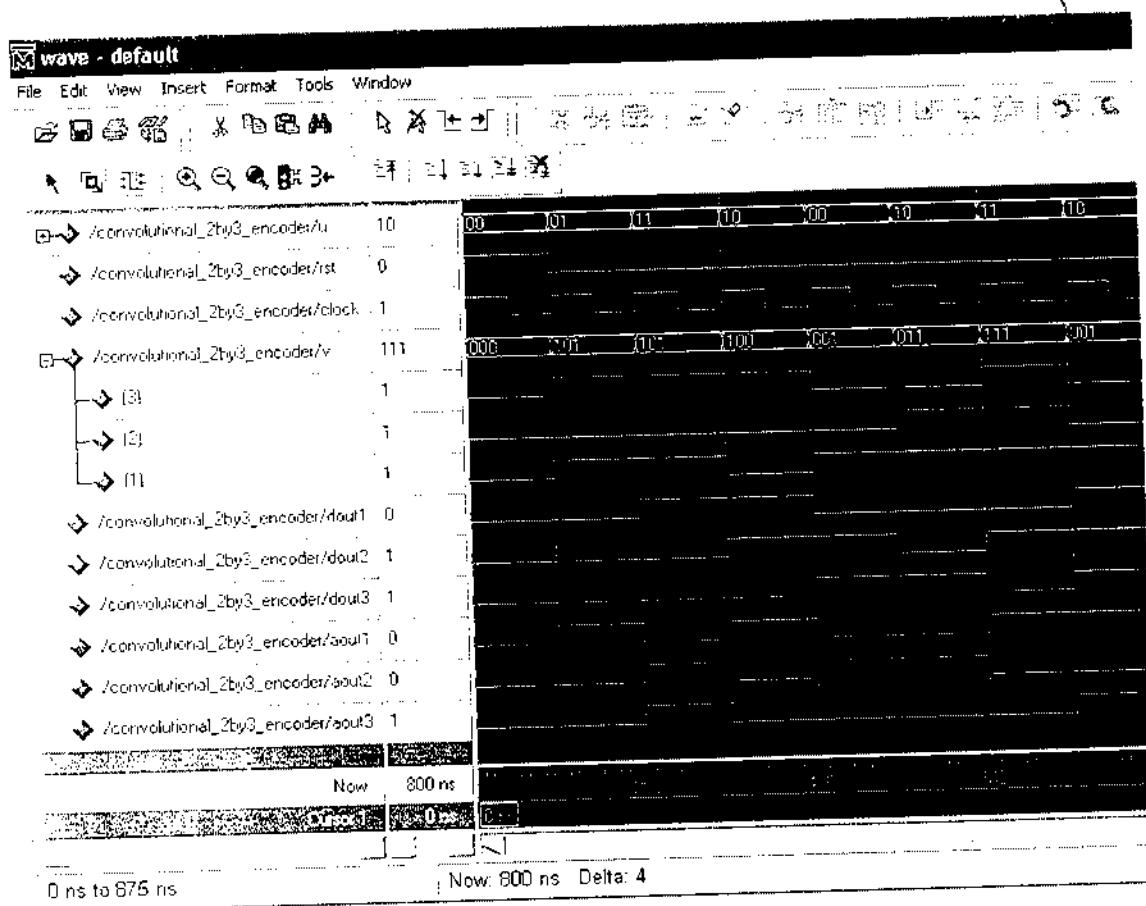 wave - default
File Edit View Insert Format Tools Window
/convolutional_2by3_encoder/u 10 00 01 11 10 00 10 11 10
/convolutional_2by3_encoder/rst 0
/convolutional_2by3_encoder/clock 1
/convolutional_2by3_encoder/v 111 000 101 101 100 001 011 111 001
(3) 1
(2) 1
(1) 1
/convolutional_2by3_encoder/dout1 0
/convolutional_2by3_encoder/dout2 1
/convolutional_2by3_encoder/dout3 1
/convolutional_2by3_encoder/aout1 0
/convolutional_2by3_encoder/aout2 0
/convolutional_2by3_encoder/aout3 1
Now 800 ns
Cursor 1 0 ns
0 ns to 875 ns Now: 800 ns Delta: 4